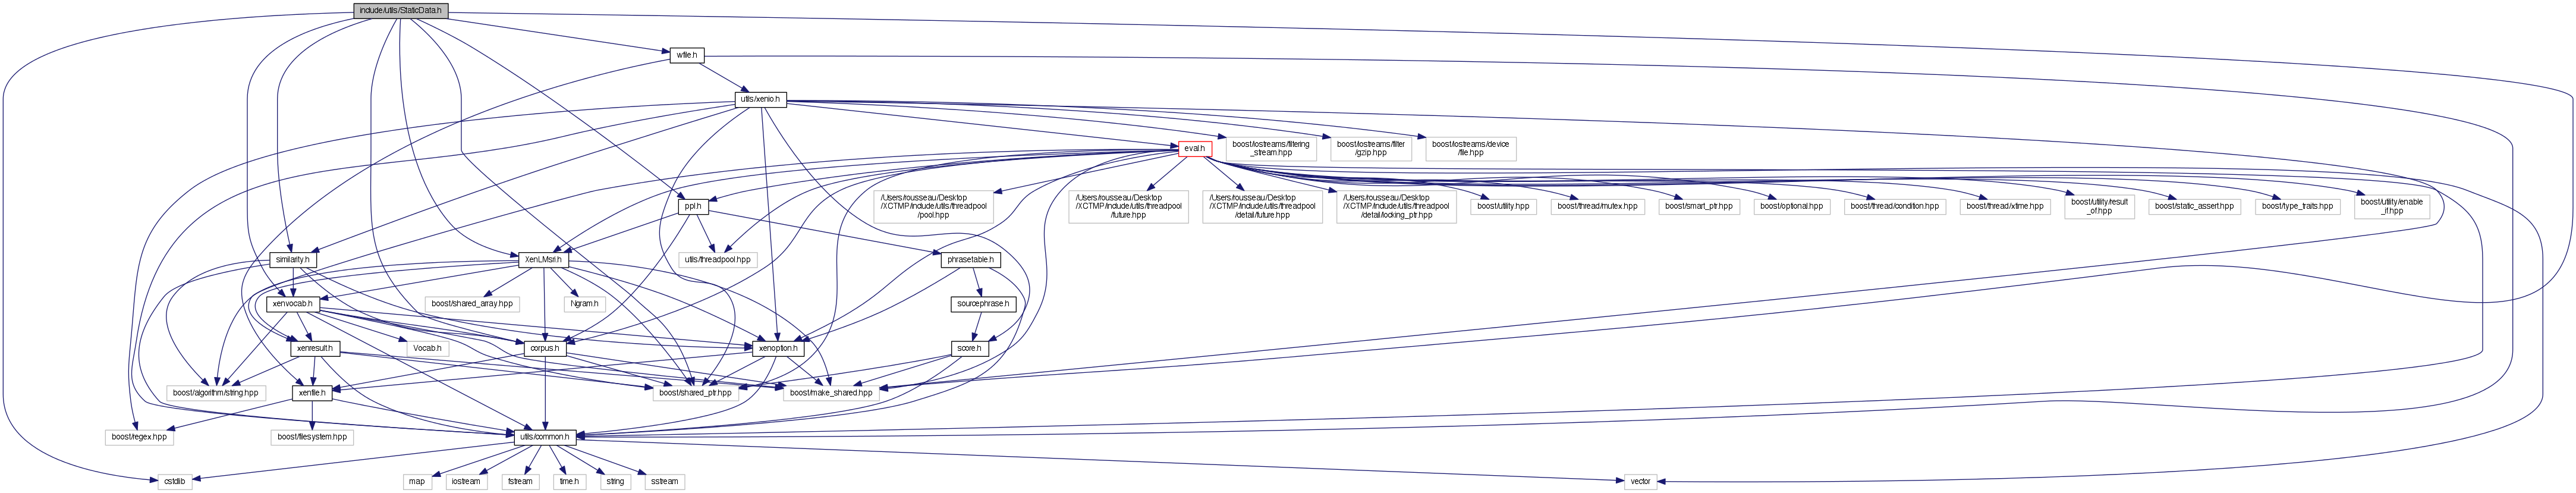 include/utils/StaticData.h
wfile.h
utils/xenio.h
boost/iostreams/filtering
_stream.hpp
boost/iostreams/filter
/gzip.hpp
boost/iostreams/device
/file.hpp
eval.h
/Users/rousseau/Desktop
/XCTMP/include/utils/threadpool
/pool.hpp
/Users/rousseau/Desktop
/XCTMP/include/utils/threadpool
/future.hpp
/Users/rousseau/Desktop
/XCTMP/include/utils/threadpool
/detail/future.hpp
/Users/rousseau/Desktop
/XCTMP/include/utils/threadpool
/detail/locking_ptr.hpp
boost/utility.hpp
boost/thread/mutex.hpp
boost/smart_ptr.hpp
boost/optional.hpp
boost/thread/condition.hpp
boost/thread/xtime.hpp
boost/utility/result
_of.hpp
boost/static_assert.hpp
boost/type_traits.hpp
boost/utility/enable
_if.hpp
ppl.h
similarity.h
XenLMsri.h
utils/threadpool.hpp
phrasetable.h
xenvocab.h
boost/shared_array.hpp
Ngram.h
sourcephrase.h
xenresult.h
Vocab.h
corpus.h
xenoption.h
score.h
boost/algorithm/string.hpp
xenfile.h
boost/shared_ptr.hpp
boost/make_shared.hpp
boost/regex.hpp
boost/filesystem.hpp
utils/common.h
cstdlib
map
iostream
fstream
time.h
string
sstream
vector